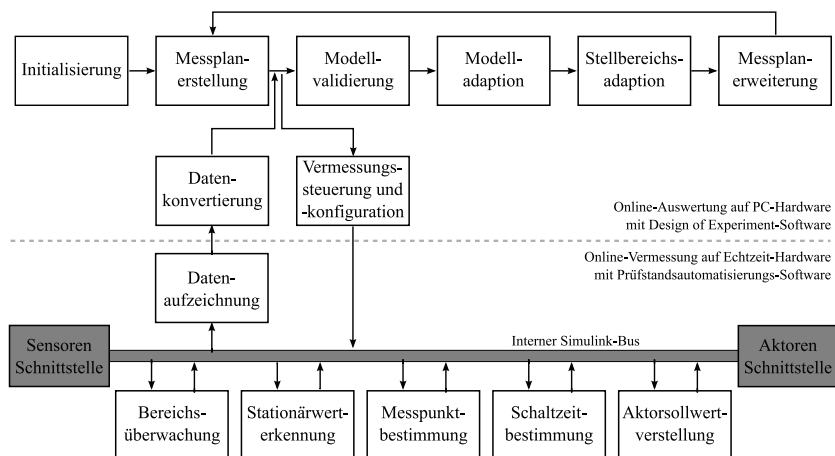 Initialisierung
Messplan-
erstellung
Modell-
validierung
Modell-
adaption
Stellbereichs-
adaption
Messplan-
erweiterung
Daten-
konvertierung
Vermessungs-
steuerung und
-konfiguration
Online-Auswertung auf PC-Hardware
mit Design of Experiment-Software
Online-Vermessung auf Echtzeit-Hardware
mit Prüfstandsautomatisierungs-Software
Daten-
aufzeichnung
Sensoren
Schnittstelle
Interner Simulink-Bus
Aktoren
Schnittstelle
Bereichs-
überwachung
Stationärwert-
erkennung
Messpunkt-
bestimmung
Schaltzeit-
bestimmung
Aktorsollwert-
verstellung